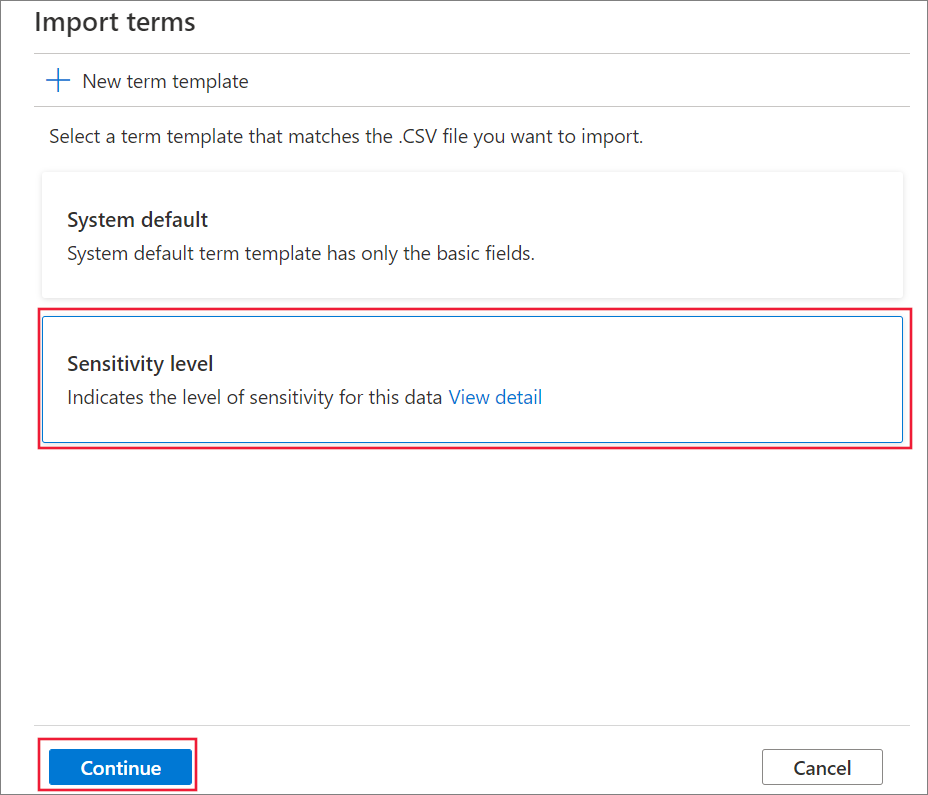 Import terms
New term template
Select a term template that matches the .CSV file you want to import.
System default
System default term template has only the basic fields.
Sensitivity level
Indicates the level of sensitivity for this data View detail
Continue
Cancel